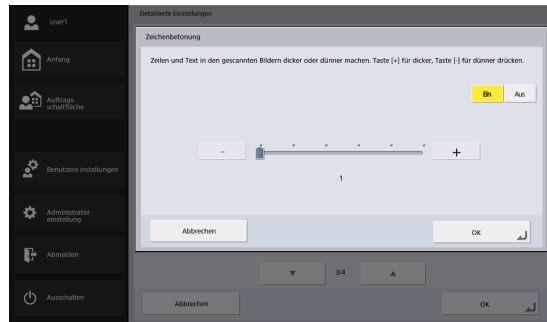 User1
Anfang
Auftrags-
schaltfläche
Benutzere instellungen
Administrator -
einstellung
Abmelden
Ausschalten
Detaillierte Einstellungen
Zeichenbetonung
Zeilen und Text in den gescannten Bildern dicker oder dünner machen. Taste [+] für dicker, Taste [-] für dünner drücken.
Ein Aus
- +
1
Abbrechen OK
3/4
Abbrechen OK